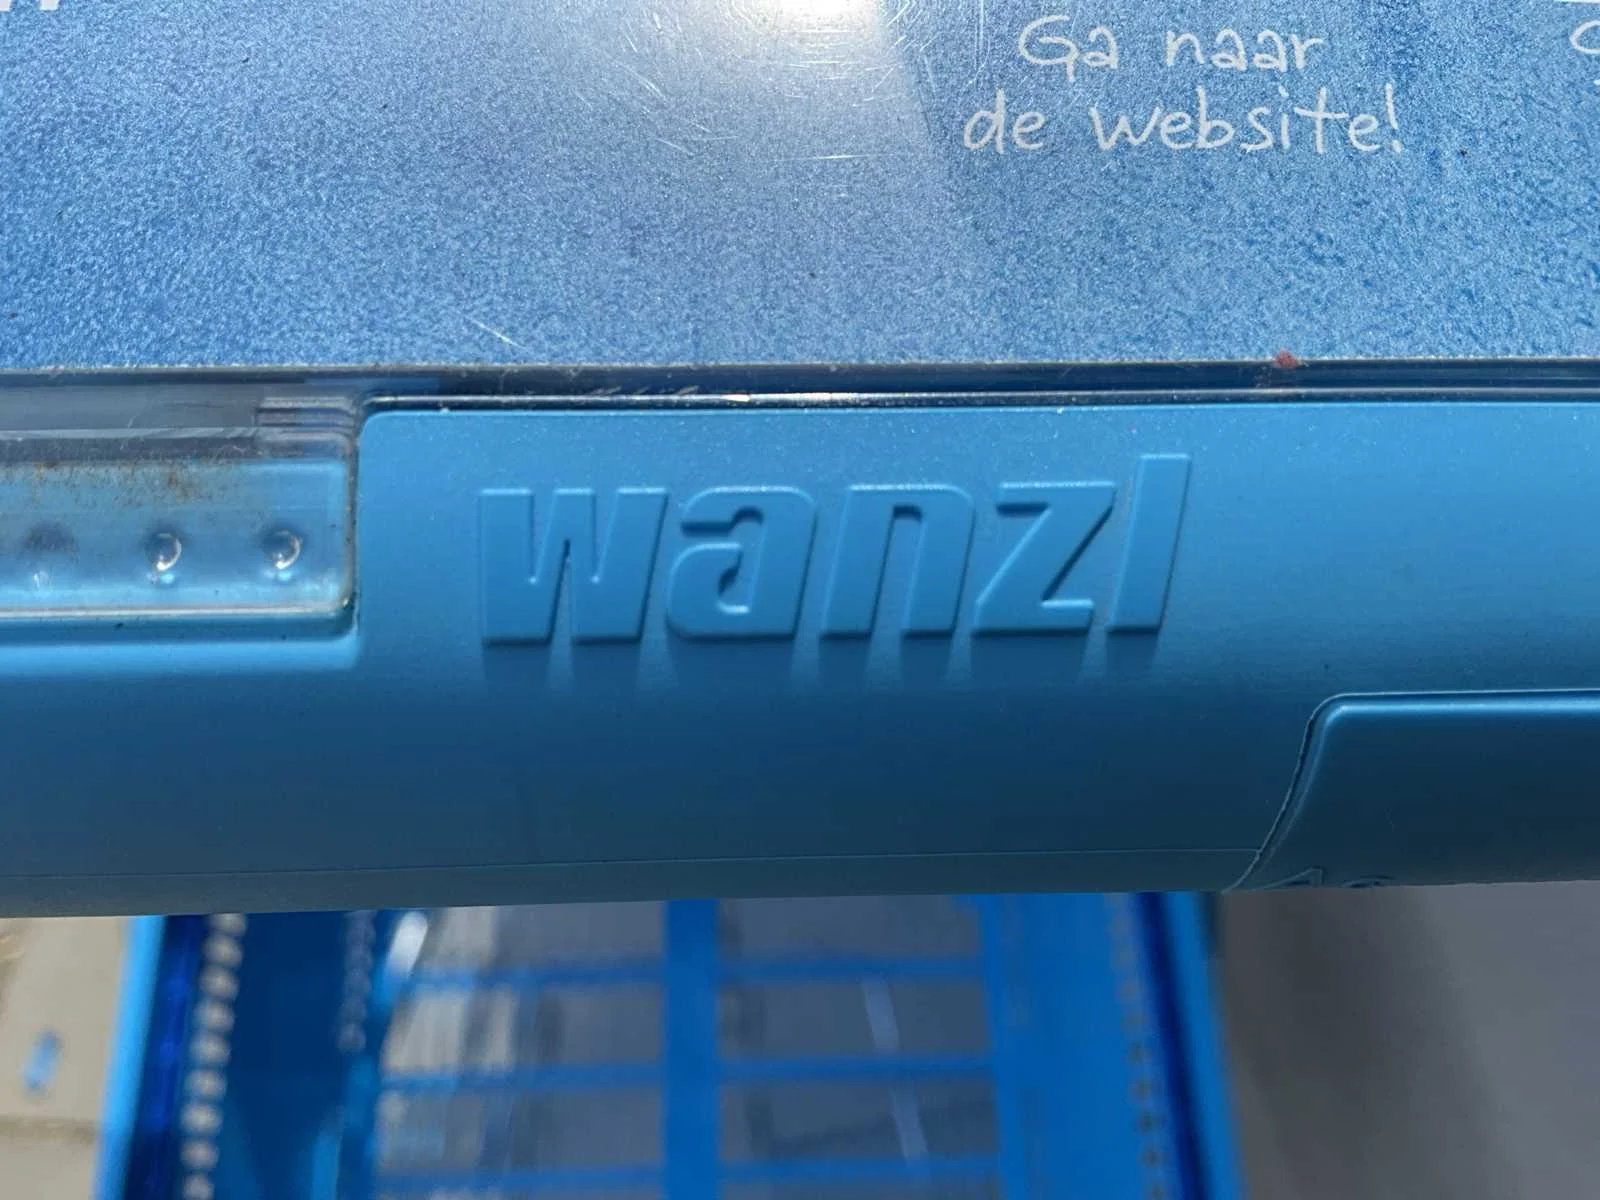 Ga naar
de website!
wanzl